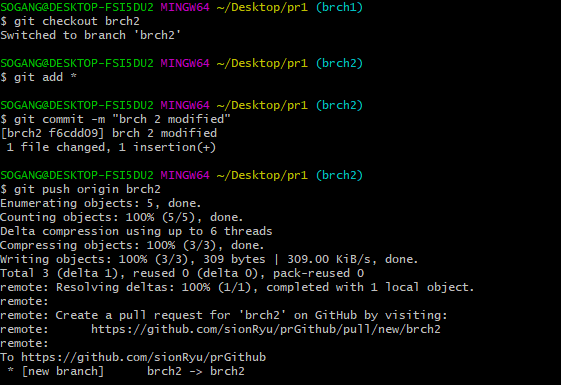 SOGANG@DESKTOP-FSI5DU2 MINGW64 ~/Desktop/pr1 (brch1)
$ git checkout brch2
Switched to branch 'brch2'
SOGANG@DESKTOP-FSI5DU2 MINGW64 ~/Desktop/pr1 (brch2)
$ git add *
SOGANG@DESKTOP-FSI5DU2 MINGW64 ~/Desktop/pr1 (brch2)
$ git commit -m "brch 2 modified"
[brch2 f6cdd09] brch 2 modified
 1 file changed, 1 insertion(+)
SOGANG@DESKTOP-FSI5DU2 MINGW64 ~/Desktop/pr1 (brch2)
$ git push origin brch2
Enumerating objects: 5, done.
Counting objects: 100% (5/5), done.
Delta compression using up to 6 threads
Compressing objects: 100% (3/3), done.
Writing objects: 100% (3/3), 309 bytes | 309.00 KiB/s, done.
Total 3 (delta 1), reused 0 (delta 0), pack-reused 0
remote: Resolving deltas: 100% (1/1), completed with 1 local object.
remote:
remote: Create a pull request for 'brch2' on GitHub by visiting:
remote:      https://github.com/sionRyu/prGithub/pull/new/brch2
remote:
To https://github.com/sionRyu/prGithub
 * [new branch]      brch2 -> brch2